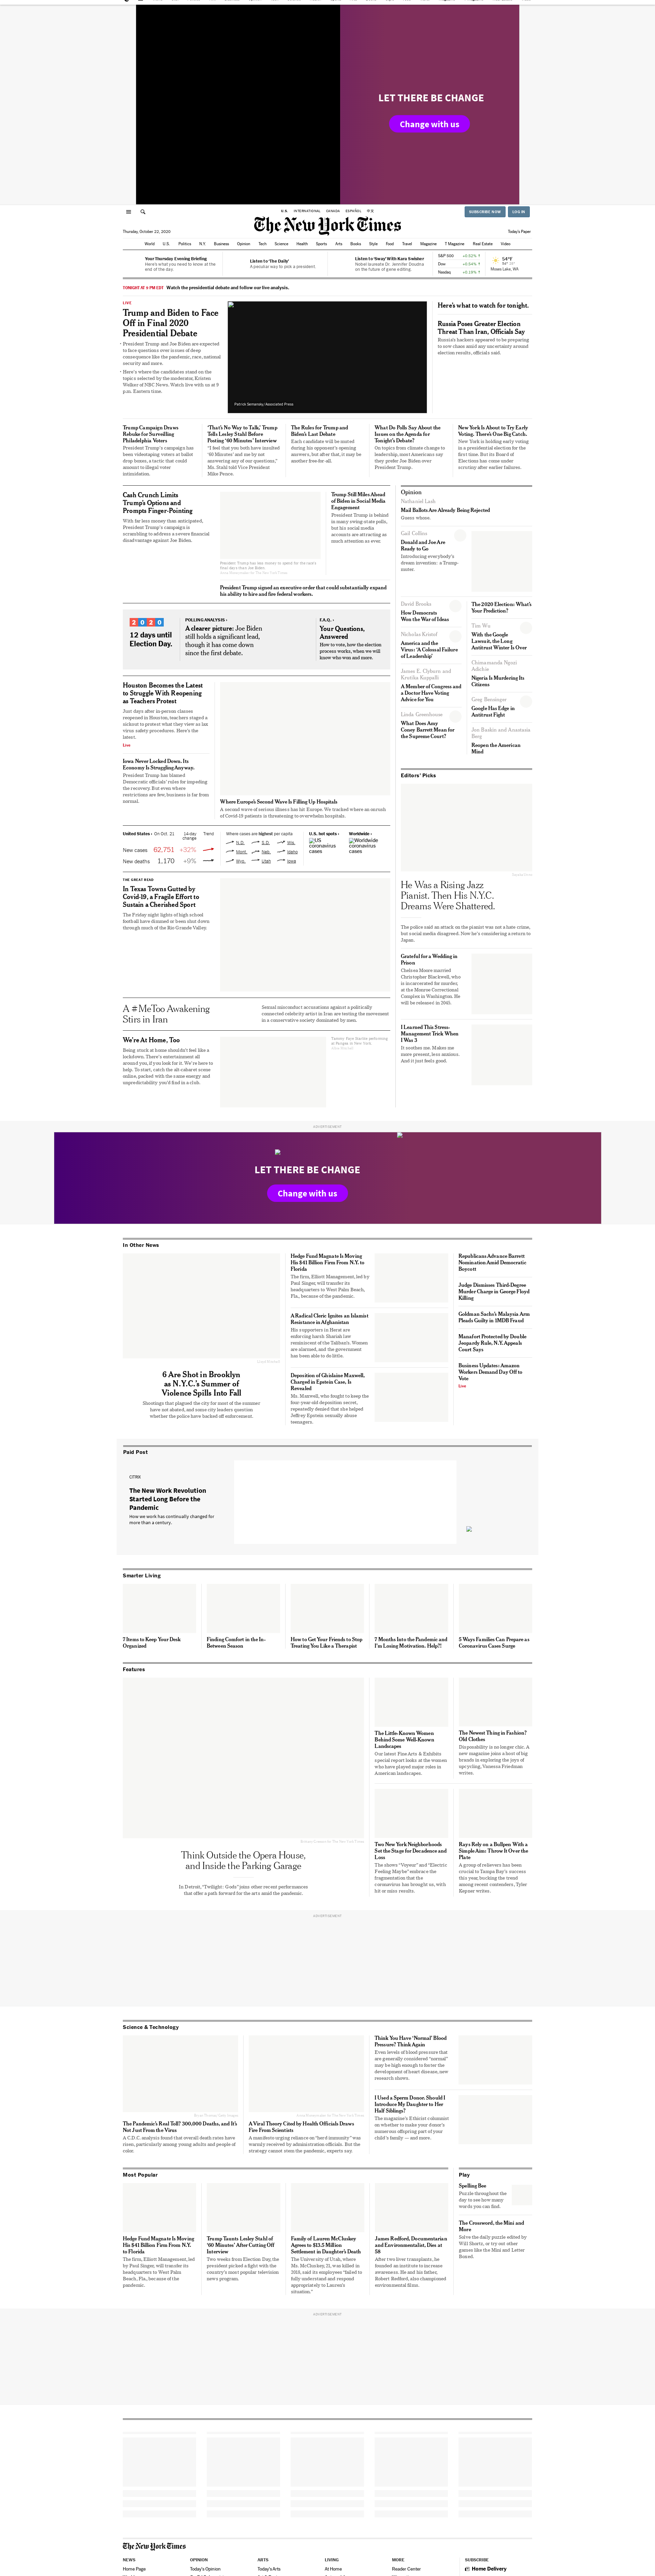 LET THERE BE CHANGE
Change with us
U.S. INTERNATIONAL CANADA ESPAÑOL 中文
SUBSCRIBE NOW
LOG IN
The New York Times
Thursday, October 22, 2020
Today's Paper
World U.S. Politics N.Y. Business Opinion Tech Science Health Sports Arts Books Style Food Travel Magazine T Magazine Real Estate Video
Your Thursday Evening Briefing
Here's what you need to know at the end of the day.
Listen to 'The Daily'
A peculiar way to pick a president.
Listen to 'Sway' With Kara Swisher
Nobel laureate Dr. Jennifer Doudna on the future of gene editing.
S&P 500 +0.52% ↑
Dow +0.54% ↑
Nasdaq +0.19% ↑
Moses Lake, WA
TONIGHT AT 9 PM EDT Watch the presidential debate and follow our live analysis.
LIVE
Trump and Biden to Face
Off in Final 2020
Presidential Debate
President Trump and Joe Biden are expected
to face questions over issues of deep
consequence like the pandemic, race, national
security and more.
Here's where the candidates stand on the
topics selected by the moderator, Kristen
Welker of NBC News. Watch live with us at 9
p.m. Eastern time.
Patrick Semansky/Associated Press
Here's what to watch for tonight.
Russia Poses Greater Election
Threat Than Iran, Officials Say
Russia's hackers appeared to be preparing
to sow chaos amid any uncertainty around
election results, officials said.
Trump Campaign Draws
Rebuke for Surveilling
Philadelphia Voters
President Trump's campaign has
been videotaping voters at ballot
drop boxes, a tactic that could
amount to illegal voter
intimidation.
'That's No Way to Talk,' Trump
Tells Lesley Stahl Before
Posting '60 Minutes' Interview
"I feel that you both have insulted
'60 Minutes' and me by not
answering any of our questions,"
Ms. Stahl told Vice President
Mike Pence.
The Rules for Trump and
Biden's Last Debate
Each candidate will be muted
during his opponent's opening
answers, but after that, it may be
another free-for-all.
What Do Polls Say About the
Issues on the Agenda for
Tonight's Debate?
On topics from climate change to
leadership, most Americans say
they prefer Joe Biden over
President Trump.
New York Is About to Try Early
Voting. There's One Big Catch.
New York is holding early voting
in a presidential election for the
first time. But its Board of
Elections has come under
scrutiny after earlier failures.
Cash Crunch Limits
Trump's Options and
Prompts Finger-Pointing
With far less money than anticipated,
President Trump's campaign is
scrambling to address a severe financial
disadvantage against Joe Biden.
Trump Still Miles Ahead
of Biden in Social Media
Engagement
President Trump is behind
in many swing-state polls,
but his social media
accounts are attracting as
much attention as ever.
President Trump signed an executive order that could substantially expand
his ability to hire and fire federal workers.
Opinion
Nathaniel Lash
Mail Ballots Are Already Being Rejected
Guess whose.
Gail Collins
Donald and Joe Are
Ready to Go
Introducing everybody's
dream invention: a Trump
muter.
David Brooks
How Democrats
Won the War of Ideas
Nicholas Kristof
America and the
Virus: 'A Colossal Failure
of Leadership'
James E. Clyburn and
Krutika Kuppalli
A Member of Congress and
a Doctor Have Voting
Advice for You
Linda Greenhouse
What Does Amy
Coney Barrett Mean for
the Supreme Court?
The 2020 Election: What's
Your Prediction?
Tim Wu
With the Google
Lawsuit, the Long
Antitrust Winter Is Over
Chimamanda Ngozi
Adichie
Nigeria Is Murdering Its
Citizens
Greg Bensinger
Google Has Edge in
Antitrust Fight
Jon Baskin and Anastasia
Berg
Reopen the American
Mind
2020
12 days until
Election Day.
POLLING ANALYSIS ›
A clearer picture: Joe Biden
still holds a significant lead,
though it has come down
since the first debate.
F.A.Q. ›
Your Questions,
Answered
How to vote, how the election
process works, when we will
know who won and more.
Houston Becomes the Latest
to Struggle With Reopening
as Teachers Protest
Just days after in-person classes
reopened in Houston, teachers staged a
sickout to protest what they view as lax
virus safety procedures. Here's the
latest.
Live
Iowa Never Locked Down. Its
Economy Is Struggling Anyway.
President Trump has blamed
Democratic officials' rules for impeding
the recovery. But even where
restrictions are few, business is far from
normal.
Where Europe's Second Wave Is Filling Up Hospitals
A second wave of serious illness has hit Europe. We tracked where an onrush
of Covid-19 patients is threatening to overwhelm hospitals.
United States › On Oct. 21 14-day change Trend
New cases 62,751 +32%
New deaths 1,170 +9%
Where cases are highest per capita
N.D. S.D. Wis.
Mont. Neb. Idaho
Wyo. Utah Iowa
U.S. hot spots ›
US coronavirus cases
Worldwide ›
Worldwide coronavirus cases
THE GREAT READ
In Texas Towns Gutted by
Covid-19, a Fragile Effort to
Sustain a Cherished Sport
The Friday night lights of high school
football have dimmed or been shut down
through much of the Rio Grande Valley.
A #MeToo Awakening
Stirs in Iran
Sexual misconduct accusations against a politically
connected celebrity artist in Iran are testing the movement
in a conservative society dominated by men.
We're At Home, Too
Being stuck at home shouldn't feel like a
lockdown. There's entertainment all
around you, if you look for it. We're here to
help. To start, catch the alt-cabaret scene
online, packed with the same energy and
unpredictability you'd find in a club.
Editors' Picks
He Was a Rising Jazz
Pianist. Then His N.Y.C.
Dreams Were Shattered.
The police said an attack on the pianist was not a hate crime,
but social media disagreed. Now he's considering a return to
Japan.
Grateful for a Wedding in
Prison
Chelsea Moore married
Christopher Blackwell, who
is incarcerated for murder,
at the Monroe Correctional
Complex in Washington. He
will be released in 2045.
I Learned This Stress-
Management Trick When
I Was 3
It soothes me. Makes me
more present, less anxious.
And it just feels good.
ADVERTISEMENT
LET THERE BE CHANGE
Change with us
In Other News
6 Are Shot in Brooklyn
as N.Y.C.'s Summer of
Violence Spills Into Fall
Shootings that plagued the city for most of the summer
have not abated, and some city leaders question
whether the police have backed off enforcement.
Hedge Fund Magnate Is Moving
His $41 Billion Firm From N.Y. to
Florida
The firm, Elliott Management, led by
Paul Singer, will transfer its
headquarters to West Palm Beach,
Fla., because of the pandemic.
A Radical Cleric Ignites an Islamist
Resistance in Afghanistan
His supporters in Herat are
enforcing harsh Shariah law
reminiscent of the Taliban's. Women
are alarmed, and the government
has been able to do little.
Deposition of Ghislaine Maxwell,
Charged in Epstein Case, Is
Revealed
Ms. Maxwell, who fought to keep the
four-year-old deposition secret,
repeatedly denied that she helped
Jeffrey Epstein sexually abuse
teenagers.
Republicans Advance Barrett
Nomination Amid Democratic
Boycott
Judge Dismisses Third-Degree
Murder Charge in George Floyd
Killing
Goldman Sachs's Malaysia Arm
Pleads Guilty in 1MDB Fraud
Manafort Protected by Double
Jeopardy Rule, N.Y. Appeals
Court Says
Business Updates: Amazon
Workers Demand Day Off to
Vote
Live
Paid Post
CITRIX
The New Work Revolution
Started Long Before the
Pandemic
How we work has continually changed for
more than a century.
Smarter Living
7 Items to Keep Your Desk
Organized
Finding Comfort in the In-
Between Season
How to Get Your Friends to Stop
Treating You Like a Therapist
7 Months Into the Pandemic and
I'm Losing Motivation. Help?!
5 Ways Families Can Prepare as
Coronavirus Cases Surge
Features
Think Outside the Opera House,
and Inside the Parking Garage
In Detroit, "Twilight: Gods" joins other recent performances
that offer a path forward for the arts amid the pandemic.
The Little-Known Women
Behind Some Well-Known
Landscapes
Our latest Fine Arts & Exhibits
special report looks at the women
who have played major roles in
American landscapes.
The Newest Thing in Fashion?
Old Clothes
Disposability is no longer chic. A
new magazine joins a host of big
brands in exploring the joys of
upcycling, Vanessa Friedman
writes.
Two New York Neighborhoods
Set the Stage for Decadence and
Loss
The shows "Voyeur" and "Electric
Feeling Maybe" embrace the
fragmentation that the
coronavirus has brought us, with
hit or miss results.
Rays Rely on a Bullpen With a
Simple Aim: Throw It Over the
Plate
A group of relievers has been
crucial to Tampa Bay's success
this year, bucking the trend
among recent contenders, Tyler
Kepner writes.
ADVERTISEMENT
Science & Technology
The Pandemic's Real Toll? 300,000 Deaths, and It's
Not Just From the Virus
A C.D.C. analysis found that overall death rates have
risen, particularly among young adults and people of
color.
A Viral Theory Cited by Health Officials Draws
Fire From Scientists
A manifesto urging reliance on "herd immunity" was
warmly received by administration officials. But the
strategy cannot stem the pandemic, experts say.
Think You Have 'Normal' Blood
Pressure? Think Again
Even levels of blood pressure that
are generally considered "normal"
may be high enough to foster the
development of heart disease, new
research shows.
I Used a Sperm Donor. Should I
Introduce My Daughter to Her
Half Siblings?
The magazine's Ethicist columnist
on whether to make your donor's
numerous offspring part of your
child's family — and more.
Most Popular
Hedge Fund Magnate Is Moving
His $41 Billion Firm From N.Y.
to Florida
The firm, Elliott Management, led
by Paul Singer, will transfer its
headquarters to West Palm
Beach, Fla., because of the
pandemic.
Trump Taunts Lesley Stahl of
'60 Minutes' After Cutting Off
Interview
Two weeks from Election Day, the
president picked a fight with the
country's most popular television
news program.
Family of Lauren McCluskey
Agrees to $13.5 Million
Settlement in Daughter's Death
The University of Utah, where
Ms. McCluskey, 21, was killed in
2018, said its employees "failed to
fully understand and respond
appropriately to Lauren's
situation."
James Redford, Documentarian
and Environmentalist, Dies at
58
After two liver transplants, he
founded an institute to increase
awareness. He and his father,
Robert Redford, also championed
environmental films.
Play
Spelling Bee
Puzzle throughout the
day to see how many
words you can find.
The Crossword, the Mini and
More
Solve the daily puzzle edited by
Will Shortz, or try out other
games like the Mini and Letter
Boxed.
ADVERTISEMENT
The New York Times
NEWS OPINION ARTS LIVING MORE SUBSCRIBE
Home Page Today's Opinion Today's Arts At Home Reader Center Home Delivery